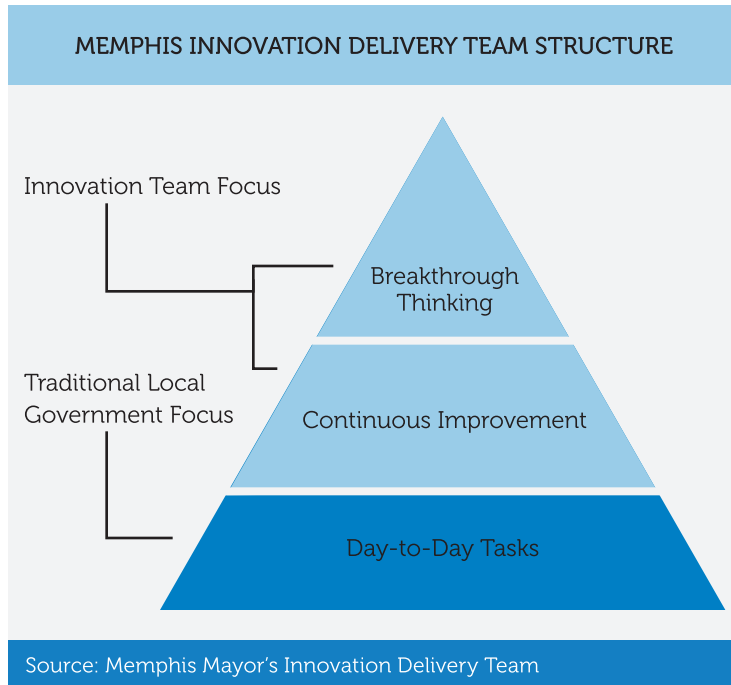 MEMPHIS INNOVATION DELIVERY TEAM STRUCTURE
Innovation Team Focus
Breakthrough
Thinking
Traditional Local
Government Focus
Continuous Improvement
Day-to-Day Tasks
Source: Memphis Mayor’s Innovation Delivery Team